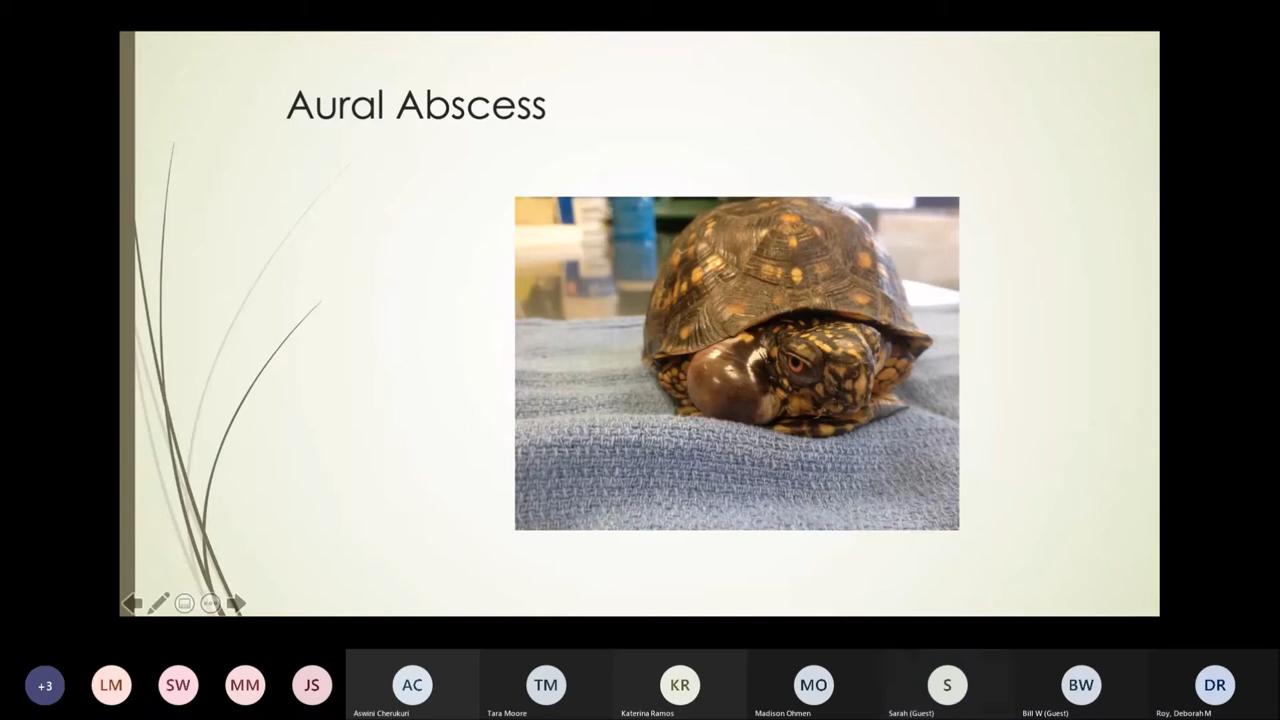 Aural Abscess
+3
LM
SW
MM
JS
AC
TM
KR
MO
S
BW
DR
Aswini Cherukuri
Tara Moore
Katerina Ramos
Madison Ohmen
Sarah (Guest)
Bill W (Guest)
Roy, Deborah M